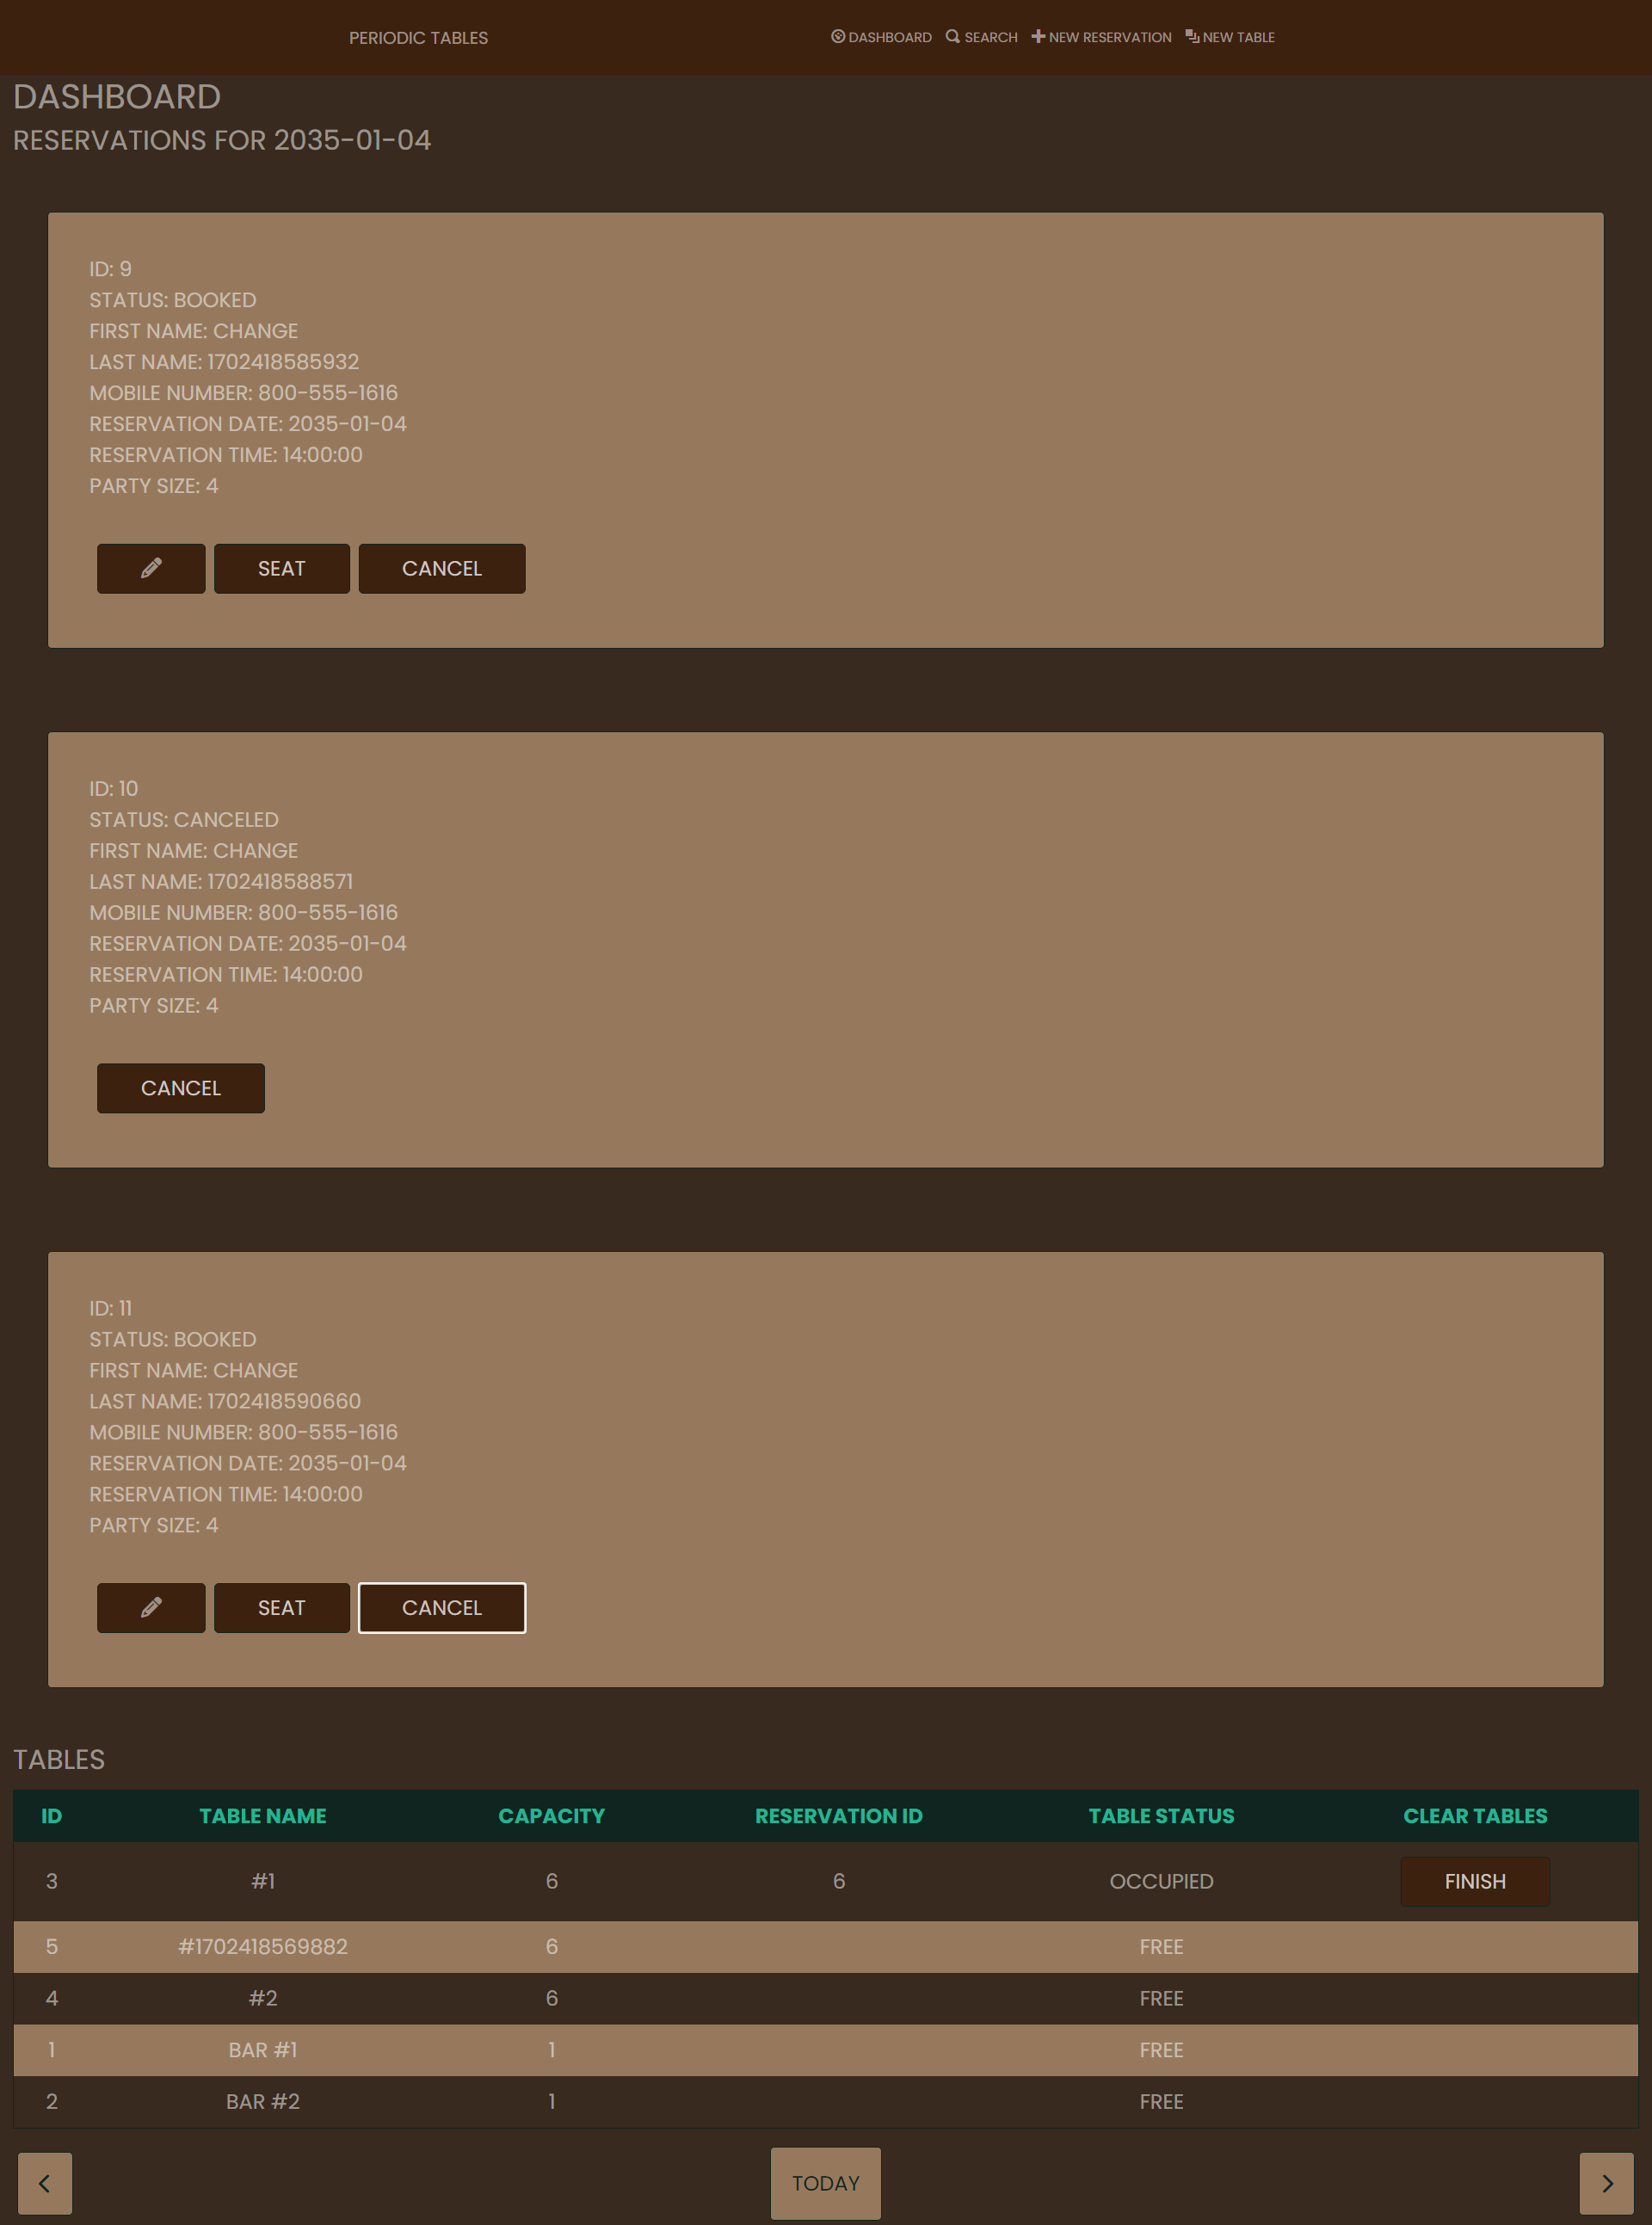 PERIODIC TABLES
DASHBOARD SEARCH NEW RESERVATION NEW TABLE
DASHBOARD
RESERVATIONS FOR 2035-01-04
ID: 9
STATUS: BOOKED
FIRST NAME: CHANGE
LAST NAME: 1702418585932
MOBILE NUMBER: 800-555-1616
RESERVATION DATE: 2035-01-04
RESERVATION TIME: 14:00:00
PARTY SIZE: 4
SEAT CANCEL
ID: 10
STATUS: CANCELED
FIRST NAME: CHANGE
LAST NAME: 1702418588571
MOBILE NUMBER: 800-555-1616
RESERVATION DATE: 2035-01-04
RESERVATION TIME: 14:00:00
PARTY SIZE: 4
CANCEL
ID: 11
STATUS: BOOKED
FIRST NAME: CHANGE
LAST NAME: 1702418590660
MOBILE NUMBER: 800-555-1616
RESERVATION DATE: 2035-01-04
RESERVATION TIME: 14:00:00
PARTY SIZE: 4
SEAT CANCEL
TABLES
ID TABLE NAME CAPACITY RESERVATION ID TABLE STATUS CLEAR TABLES
3 #1 6 6 OCCUPIED FINISH
5 #1702418569882 6 FREE
4 #2 6 FREE
1 BAR #1 1 FREE
2 BAR #2 1 FREE
TODAY